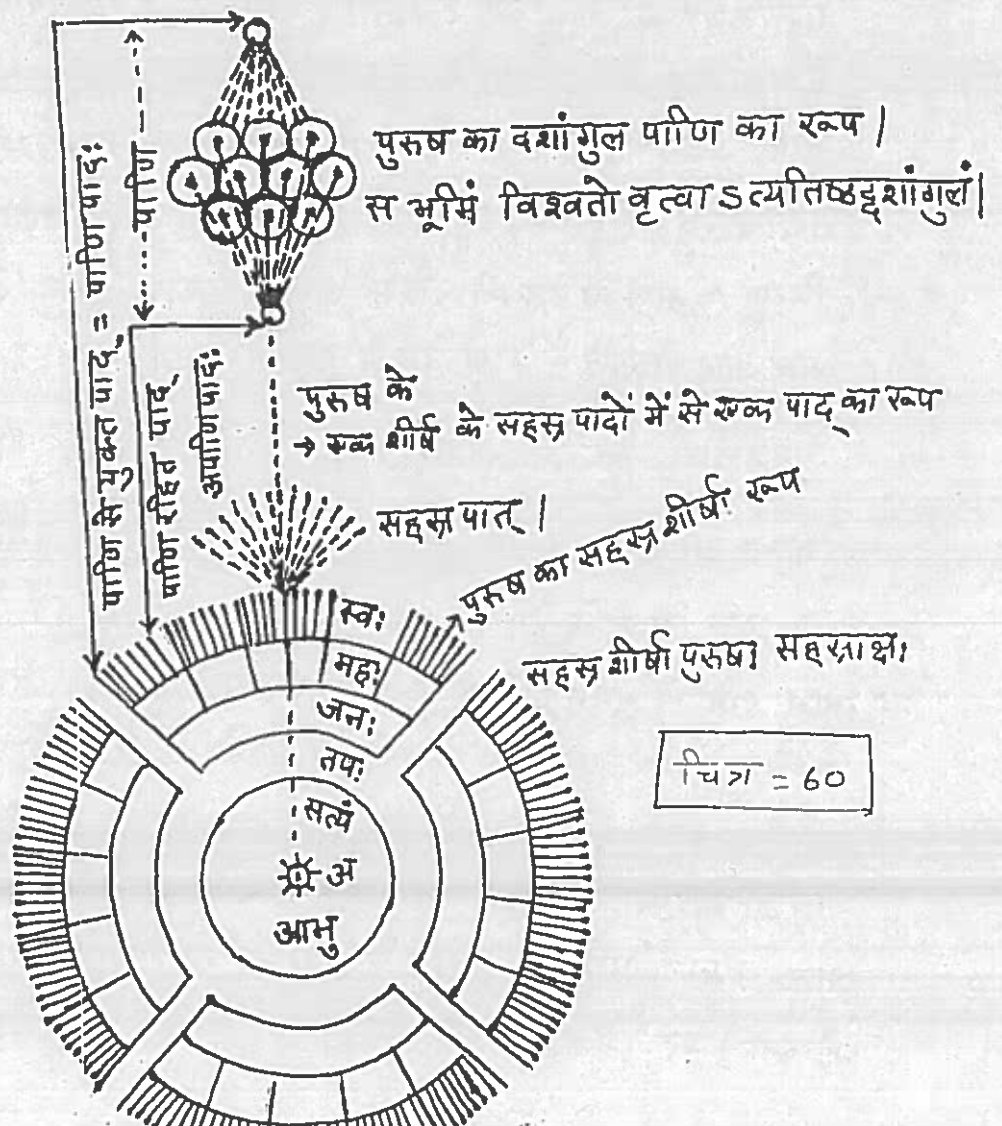 पुरुष का दशांगुल पाणि का रूप |
स भूमिं विश्वतो वृत्वा ऽत्यतिष्ठद्दशांगुलं |
पाणि
पाणि से युक्त पाद् = पाणि पादः
पाणि रहित पाद्
अपाणि पादः
पुरुष के
→ एक शीर्ष के सहस्र पादों में से एक पाद् का रूप
सहस्र पात् |
पुरुष का सहस्र शीर्षा रूप
सहस्र शीर्षा पुरुषः सहस्राक्षः
स्वः
महः
जनः
तपः
सत्यं
अ
आभु
चित्र = 60